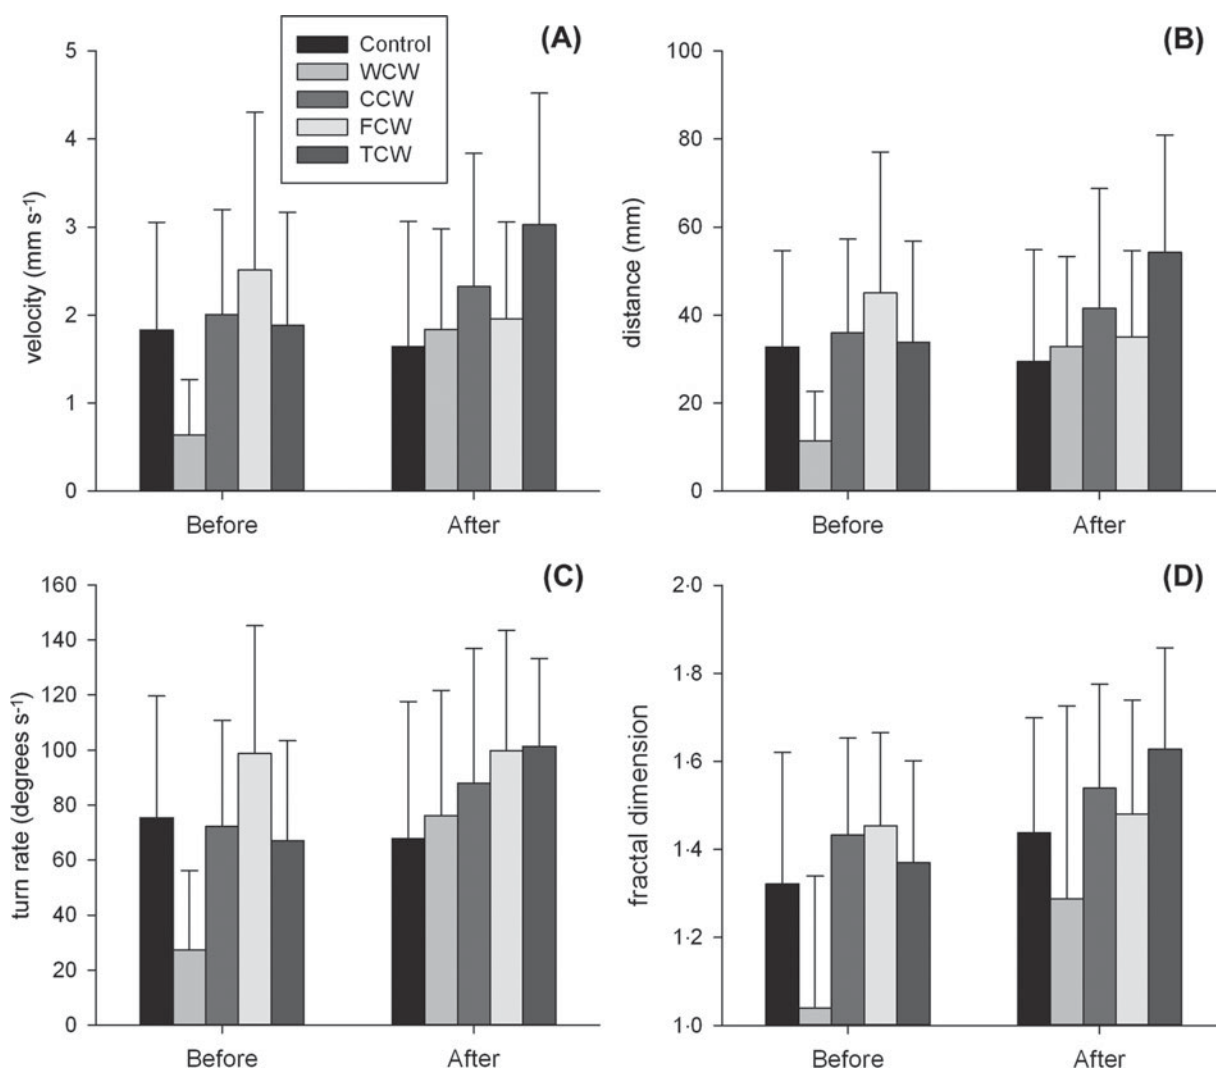 (A)
Control
WCW
CCW
FCW
TCW
velocity (mm s-1)
5
4
3
2
1
0
Before After
(B)
distance (mm)
100
80
60
40
20
0
Before After
(C)
turn rate (degrees s-1)
160
140
120
100
80
60
40
20
0
Before After
(D)
fractal dimension
2·0
1·8
1·6
1·4
1·2
1·0
Before After